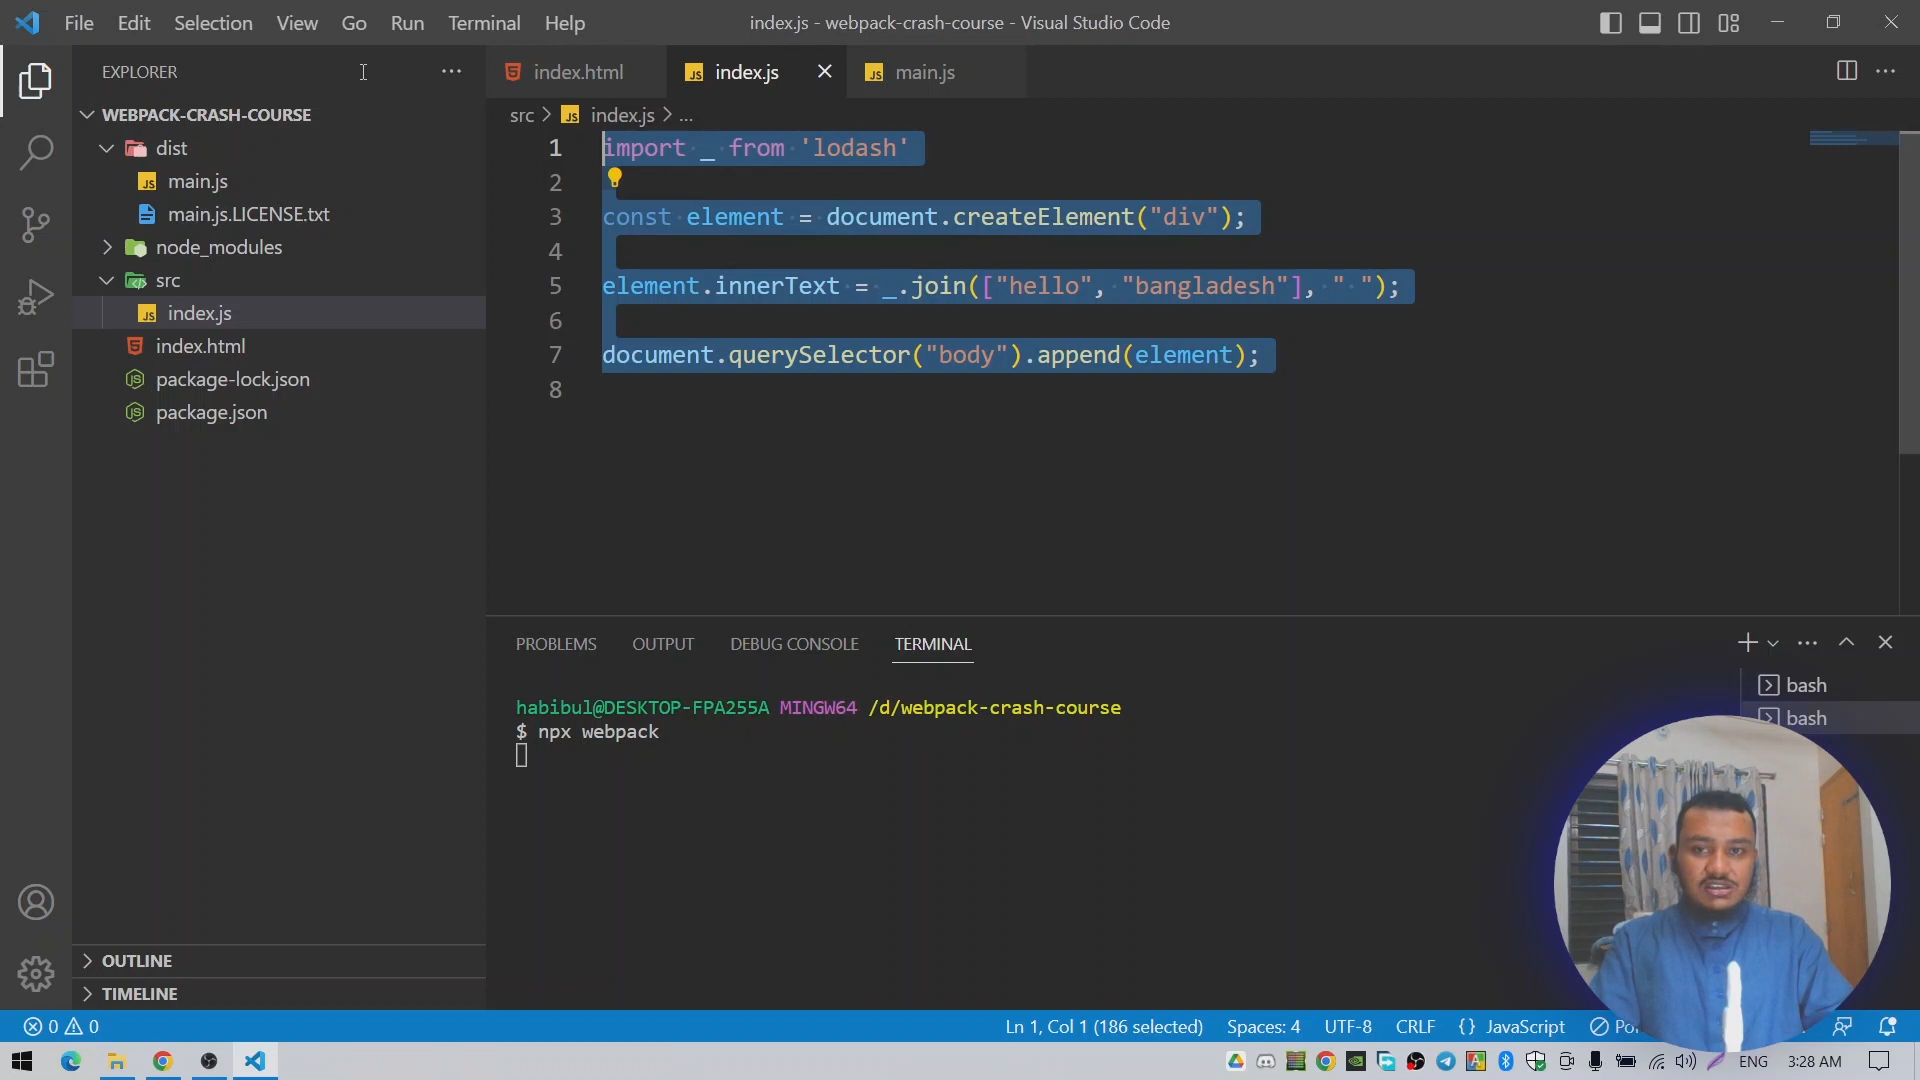 File Edit Selection View Go Run Terminal Help
index.js - webpack-crash-course - Visual Studio Code
EXPLORER
WEBPACK-CRASH-COURSE
dist
main.js
main.js.LICENSE.txt
node_modules
src
index.js
index.html
package-lock.json
package.json
OUTLINE
TIMELINE
index.html index.js main.js
src > index.js > ...
1 import _ from 'lodash'
2
3 const element = document.createElement("div");
4
5 element.innerText = _.join(["hello", "bangladesh"], " ");
6
7 document.querySelector("body").append(element);
8
PROBLEMS OUTPUT DEBUG CONSOLE TERMINAL
habibul@DESKTOP-FPA255A MINGW64 /d/webpack-crash-course
$ npx webpack
bash
bash
0 0 Ln 1, Col 1 (186 selected) Spaces: 4 UTF-8 CRLF {} JavaScript
ENG 3:28 AM